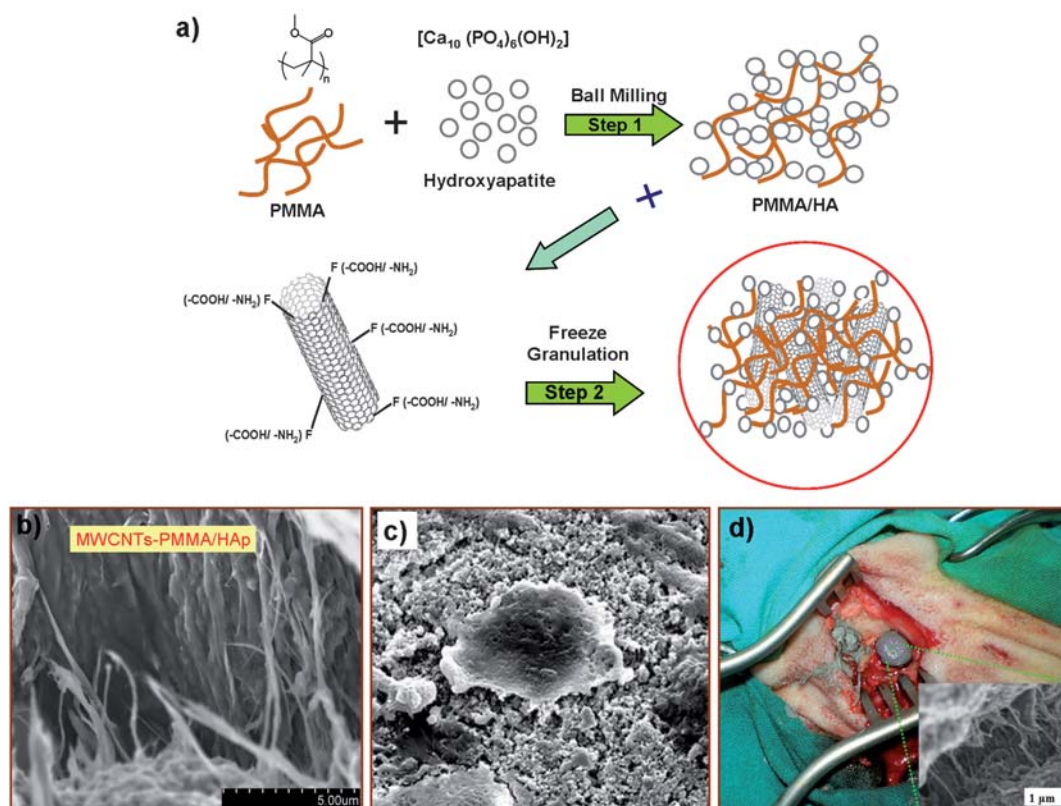 a)
O
O
n
[Ca₁₀ (PO₄)₆(OH)₂]
PMMA
+
Hydroxyapatite
Ball Milling
Step 1
PMMA/HA
+
F (-COOH/ -NH₂)
(-COOH/ -NH₂) F
F (-COOH/ -NH₂)
F (-COOH/ -NH₂)
(-COOH/ -NH₂) F
Freeze
Granulation
Step 2
b)
MWCNTs-PMMA/HAp
5.00um
c)
d)
1 µm